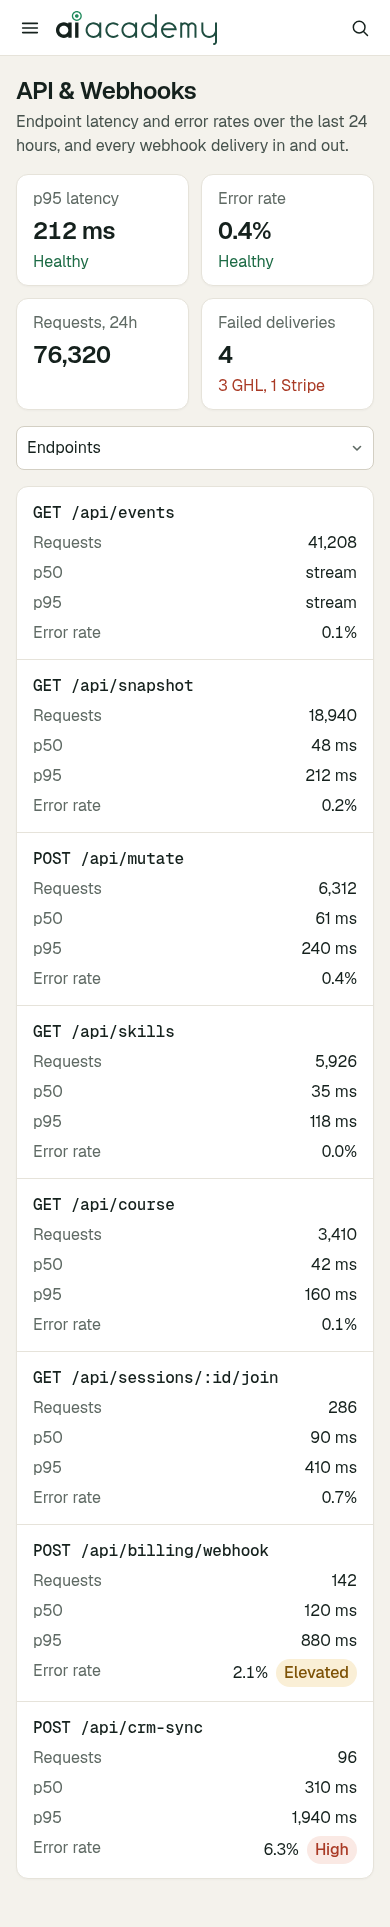 ai academy
API & Webhooks
Endpoint latency and error rates over the last 24
hours, and every webhook delivery in and out.
p95 latency
212 ms
Healthy
Error rate
0.4%
Healthy
Requests, 24h
76,320
Failed deliveries
4
3 GHL, 1 Stripe
Endpoints
GET /api/events
Requests 41,208
p50 stream
p95 stream
Error rate 0.1%
GET /api/snapshot
Requests 18,940
p50 48 ms
p95 212 ms
Error rate 0.2%
POST /api/mutate
Requests 6,312
p50 61 ms
p95 240 ms
Error rate 0.4%
GET /api/skills
Requests 5,926
p50 35 ms
p95 118 ms
Error rate 0.0%
GET /api/course
Requests 3,410
p50 42 ms
p95 160 ms
Error rate 0.1%
GET /api/sessions/:id/join
Requests 286
p50 90 ms
p95 410 ms
Error rate 0.7%
POST /api/billing/webhook
Requests 142
p50 120 ms
p95 880 ms
Error rate 2.1% Elevated
POST /api/crm-sync
Requests 96
p50 310 ms
p95 1,940 ms
Error rate 6.3% High